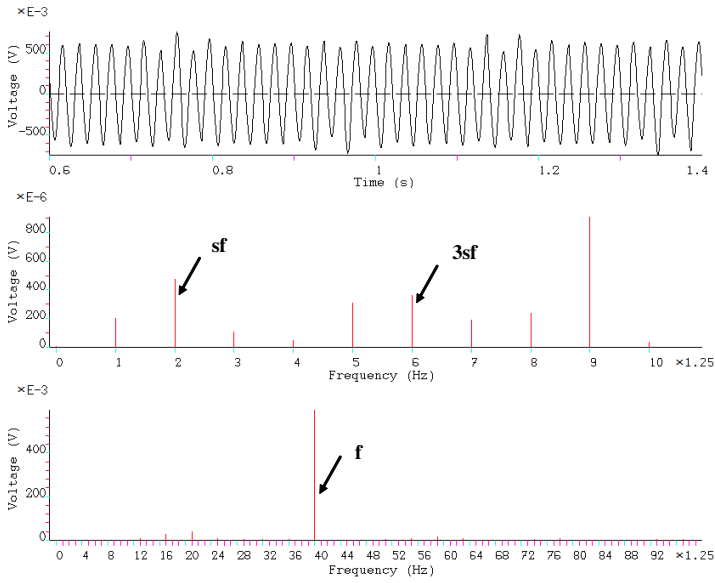 ×E-3
Voltage (V)
500
0
-500
0.6 0.8 1 1.2 1.4
Time (s)
×E-6
Voltage (V)
800
600
400
200
0
sf
3sf
0 1 2 3 4 5 6 7 8 9 10 ×1.25
Frequency (Hz)
×E-3
Voltage (V)
400
200
0
f
0 4 8 12 16 20 24 28 32 36 40 44 48 52 56 60 64 68 72 76 80 84 88 92 ×1.25
Frequency (Hz)